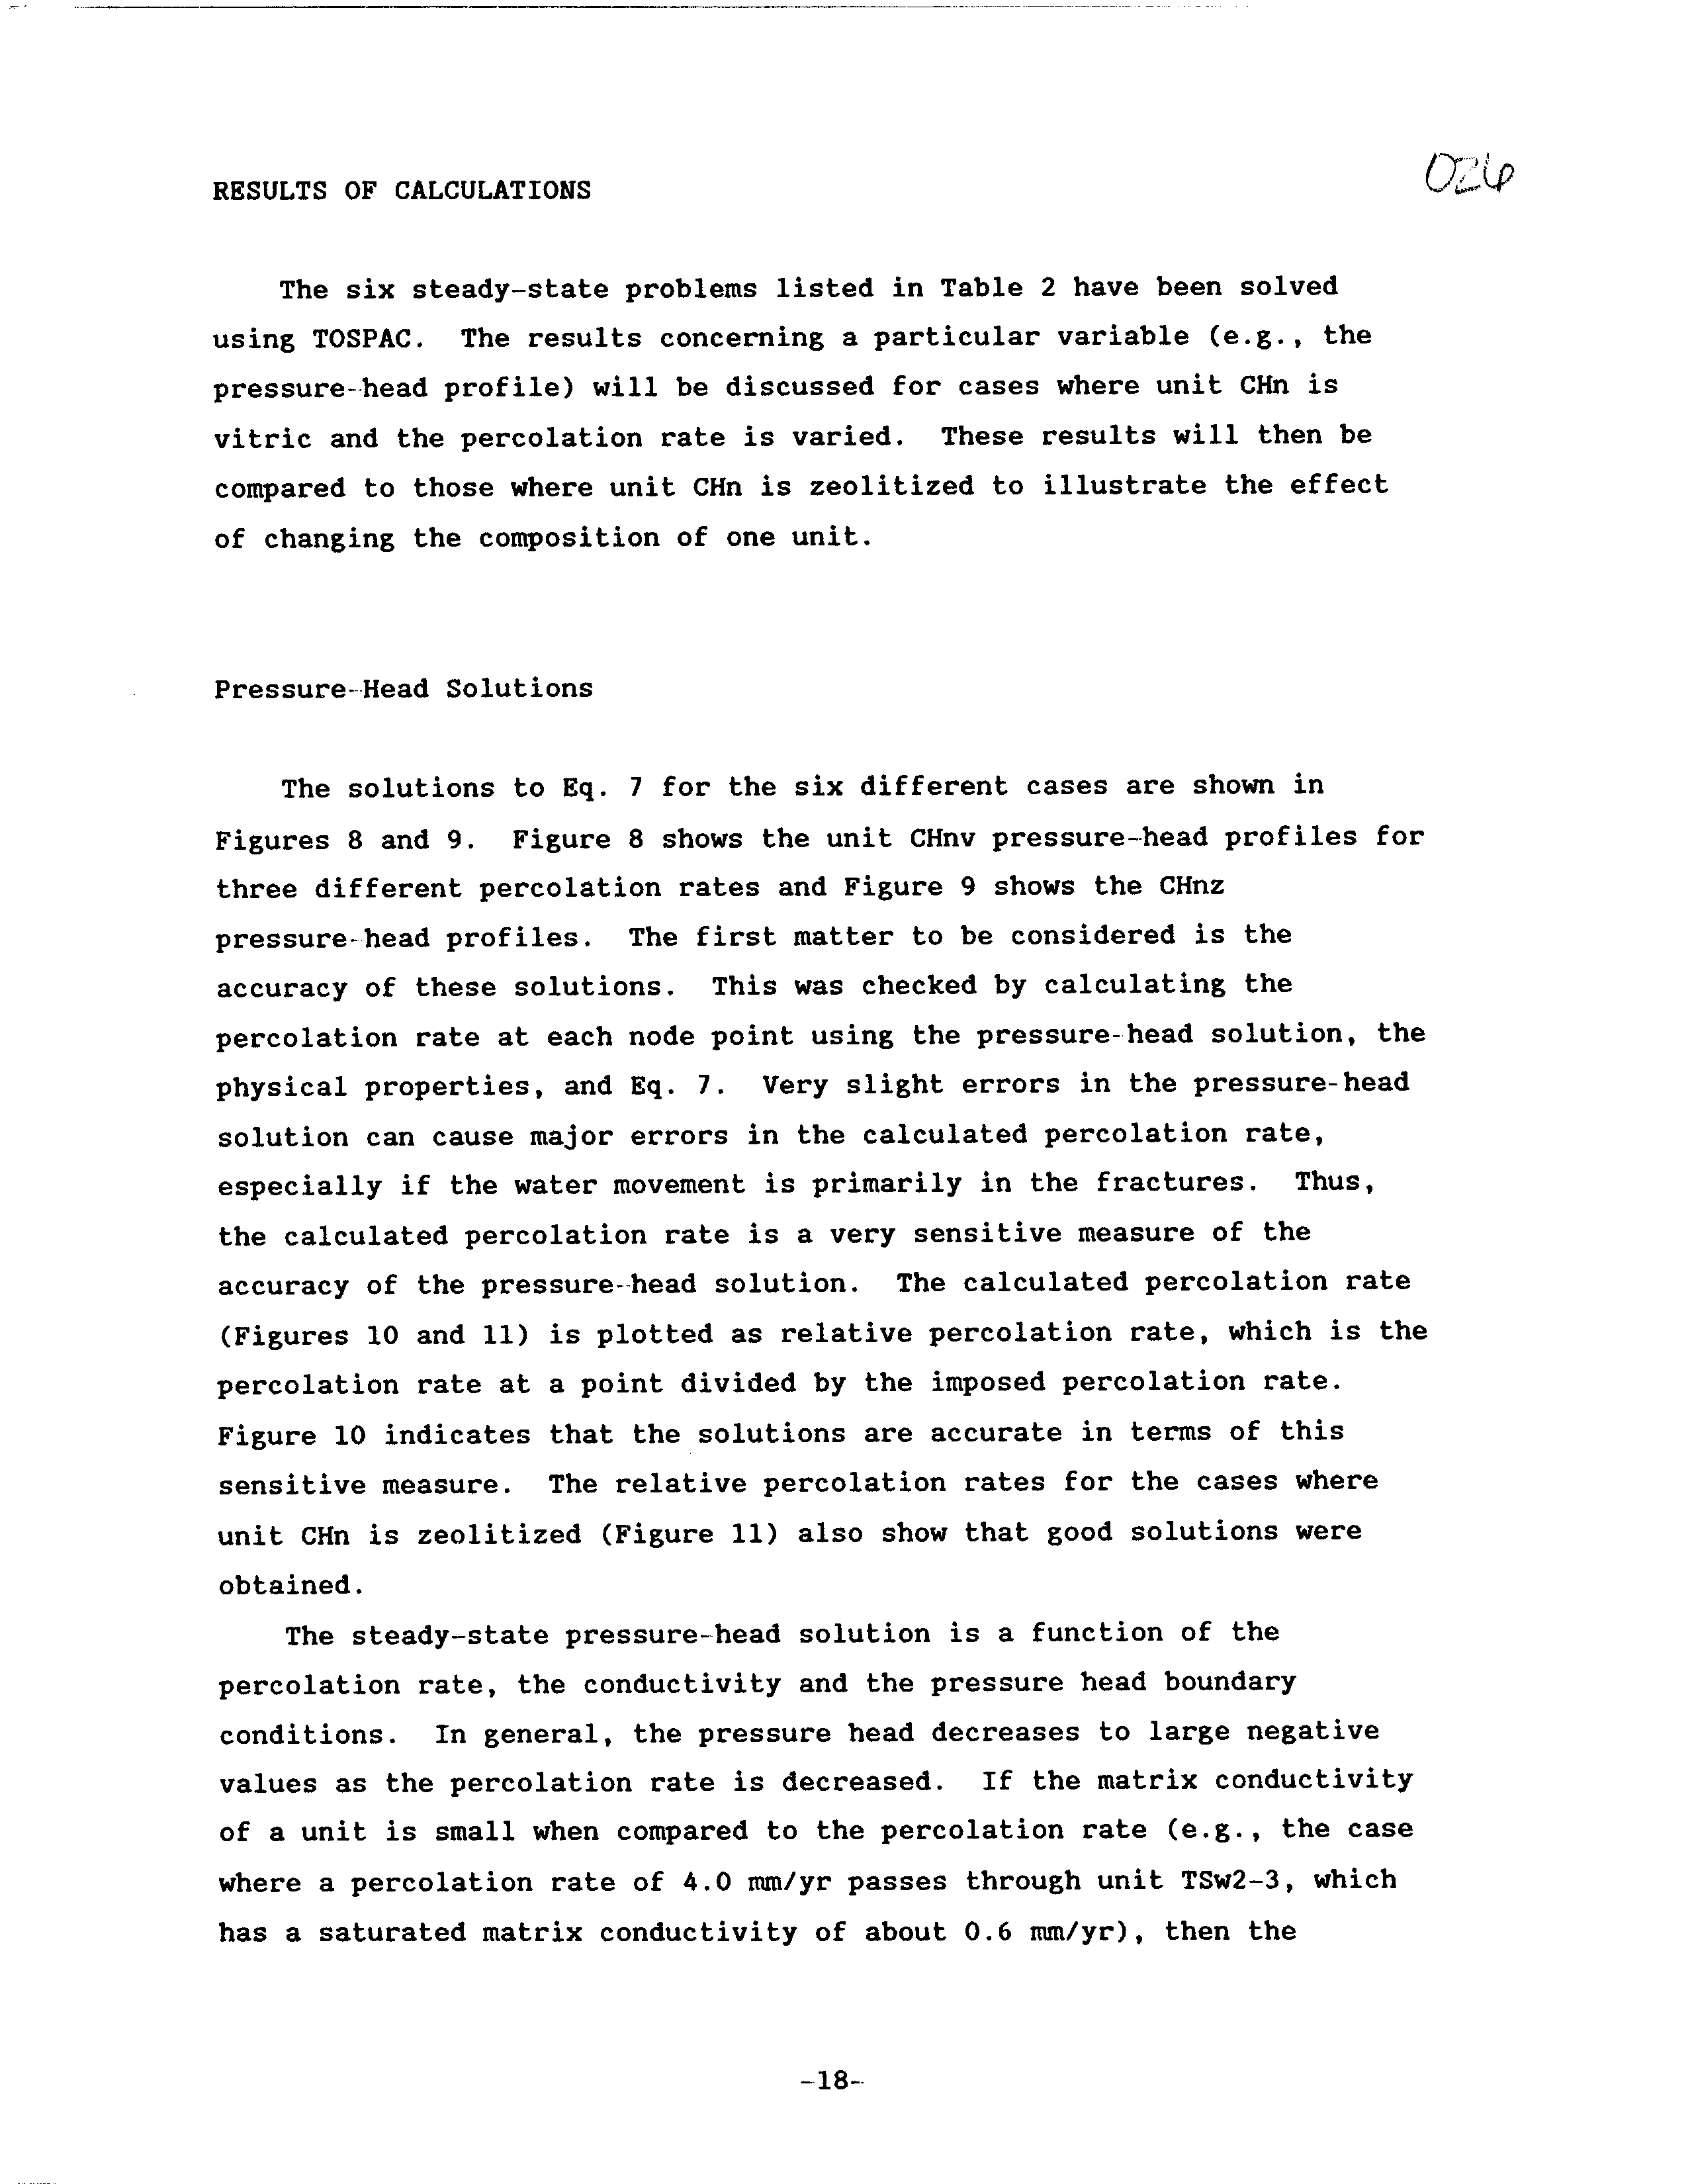 026
RESULTS OF CALCULATIONS
The six steady-state problems listed in Table 2 have been solved
using TOSPAC. The results concerning a particular variable (e.g., the
pressure-head profile) will be discussed for cases where unit CHn is
vitric and the percolation rate is varied. These results will then be
compared to those where unit CHn is zeolitized to illustrate the effect
of changing the composition of one unit.
Pressure-Head Solutions
The solutions to Eq. 7 for the six different cases are shown in
Figures 8 and 9. Figure 8 shows the unit CHnv pressure-head profiles for
three different percolation rates and Figure 9 shows the CHnz
pressure-head profiles. The first matter to be considered is the
accuracy of these solutions. This was checked by calculating the
percolation rate at each node point using the pressure-head solution, the
physical properties, and Eq. 7. Very slight errors in the pressure-head
solution can cause major errors in the calculated percolation rate,
especially if the water movement is primarily in the fractures. Thus,
the calculated percolation rate is a very sensitive measure of the
accuracy of the pressure-head solution. The calculated percolation rate
(Figures 10 and 11) is plotted as relative percolation rate, which is the
percolation rate at a point divided by the imposed percolation rate.
Figure 10 indicates that the solutions are accurate in terms of this
sensitive measure. The relative percolation rates for the cases where
unit CHn is zeolitized (Figure 11) also show that good solutions were
obtained.
The steady-state pressure-head solution is a function of the
percolation rate, the conductivity and the pressure head boundary
conditions. In general, the pressure head decreases to large negative
values as the percolation rate is decreased. If the matrix conductivity
of a unit is small when compared to the percolation rate (e.g., the case
where a percolation rate of 4.0 mm/yr passes through unit TSw2-3, which
has a saturated matrix conductivity of about 0.6 mm/yr), then the
-18-